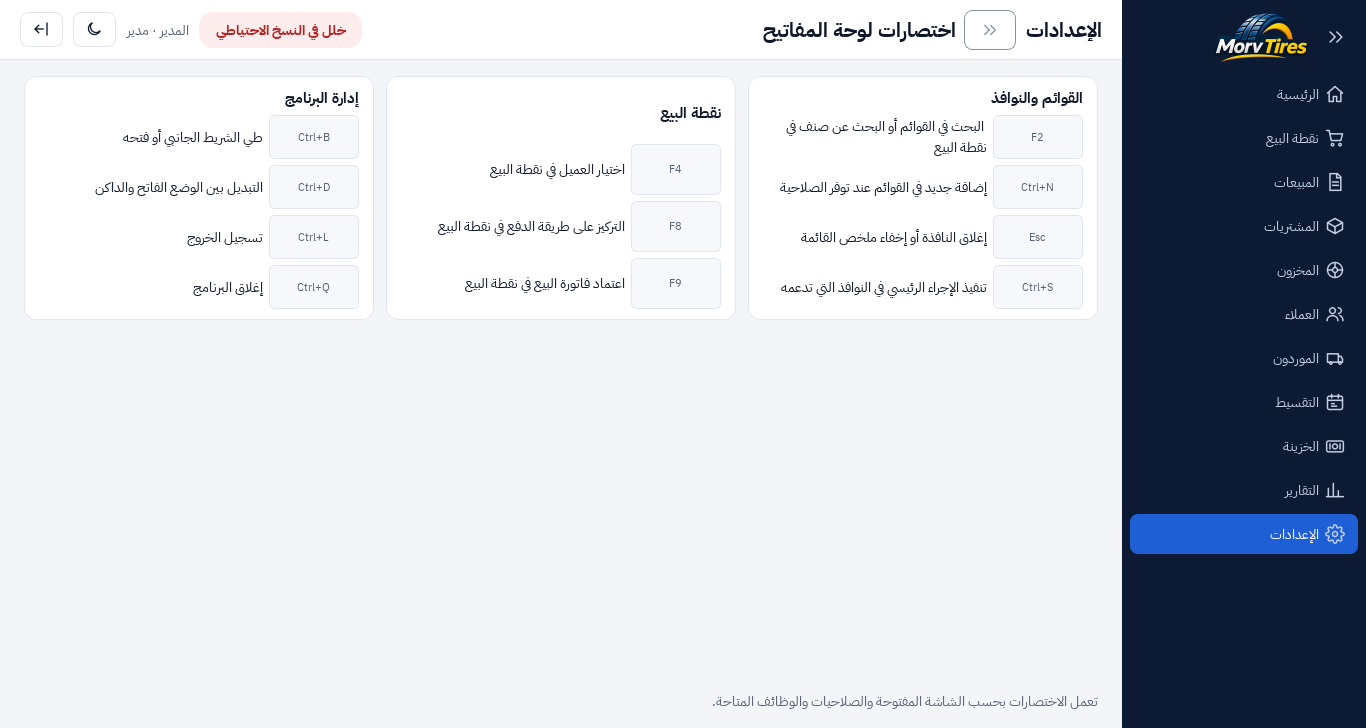 Morv Tires
الرئيسية
نقطة البيع
المبيعات
المشتريات
المخزون
العملاء
الموردون
التقسيط
الخزينة
التقارير
الإعدادات
الإعدادات
اختصارات لوحة المفاتيح
خلل في النسخ الاحتياطي
المدير · مدير
القوائم والنوافذ
F2
البحث في القوائم أو البحث عن صنف في
نقطة البيع
Ctrl+N
إضافة جديد في القوائم عند توفر الصلاحية
Esc
إغلاق النافذة أو إخفاء ملخص القائمة
Ctrl+S
تنفيذ الإجراء الرئيسي في النوافذ التي تدعمه
نقطة البيع
F4
اختيار العميل في نقطة البيع
F8
التركيز على طريقة الدفع في نقطة البيع
F9
اعتماد فاتورة البيع في نقطة البيع
إدارة البرنامج
Ctrl+B
طي الشريط الجانبي أو فتحه
Ctrl+D
التبديل بين الوضع الفاتح والداكن
Ctrl+L
تسجيل الخروج
Ctrl+Q
إغلاق البرنامج
تعمل الاختصارات بحسب الشاشة المفتوحة والصلاحيات والوظائف المتاحة.